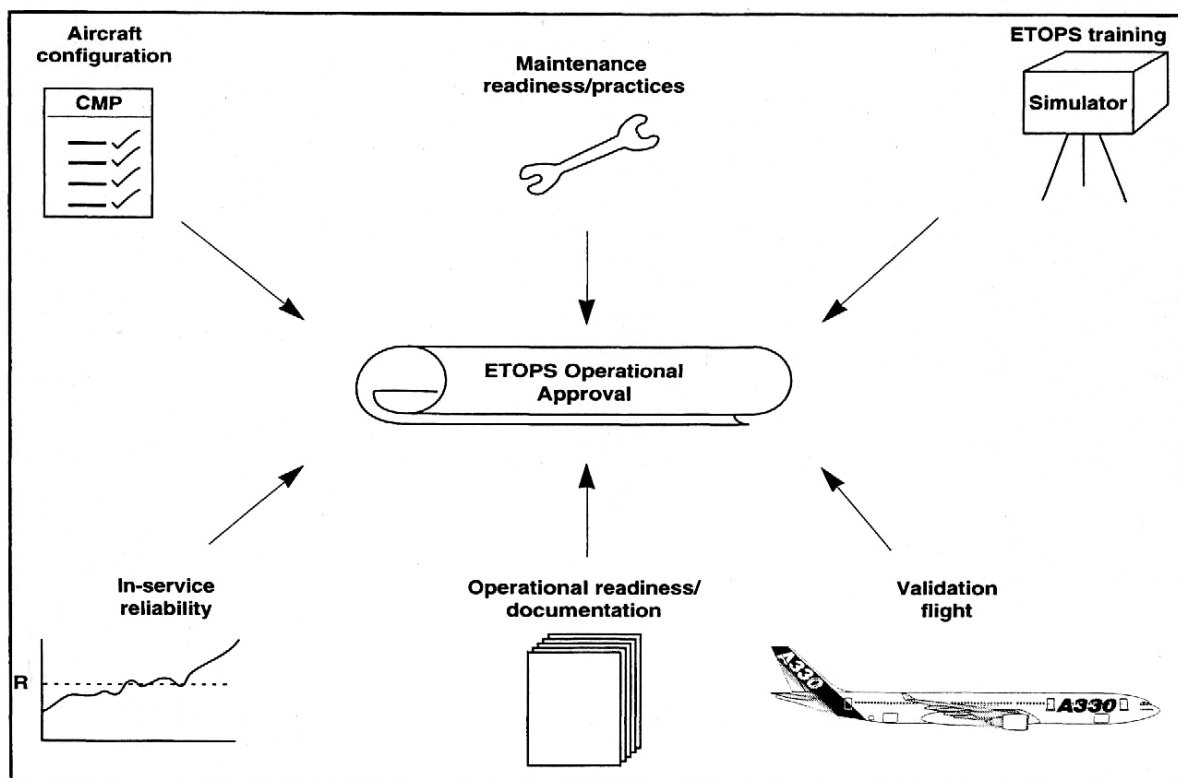 Aircraft
configuration
CMP
Maintenance
readiness/practices
ETOPS training
Simulator
ETOPS Operational
Approval
In-service
reliability
R
Operational readiness/
documentation
Validation
flight
A330
A330